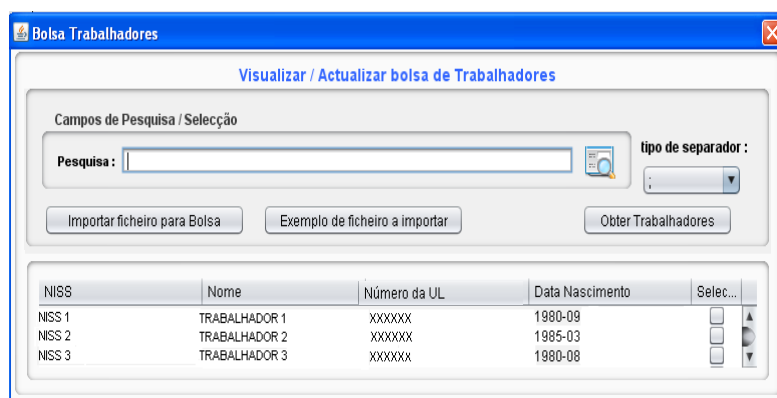 Bolsa Trabalhadores
Visualizar / Actualizar bolsa de Trabalhadores
Campos de Pesquisa / Selecção
Pesquisa :
tipo de separador :
;
Importar ficheiro para Bolsa Exemplo de ficheiro a importar Obter Trabalhadores
NISS Nome Número da UL Data Nascimento Selec...
NISS 1 TRABALHADOR 1 XXXXXX 1980-09
NISS 2 TRABALHADOR 2 XXXXXX 1985-03
NISS 3 TRABALHADOR 3 XXXXXX 1980-08